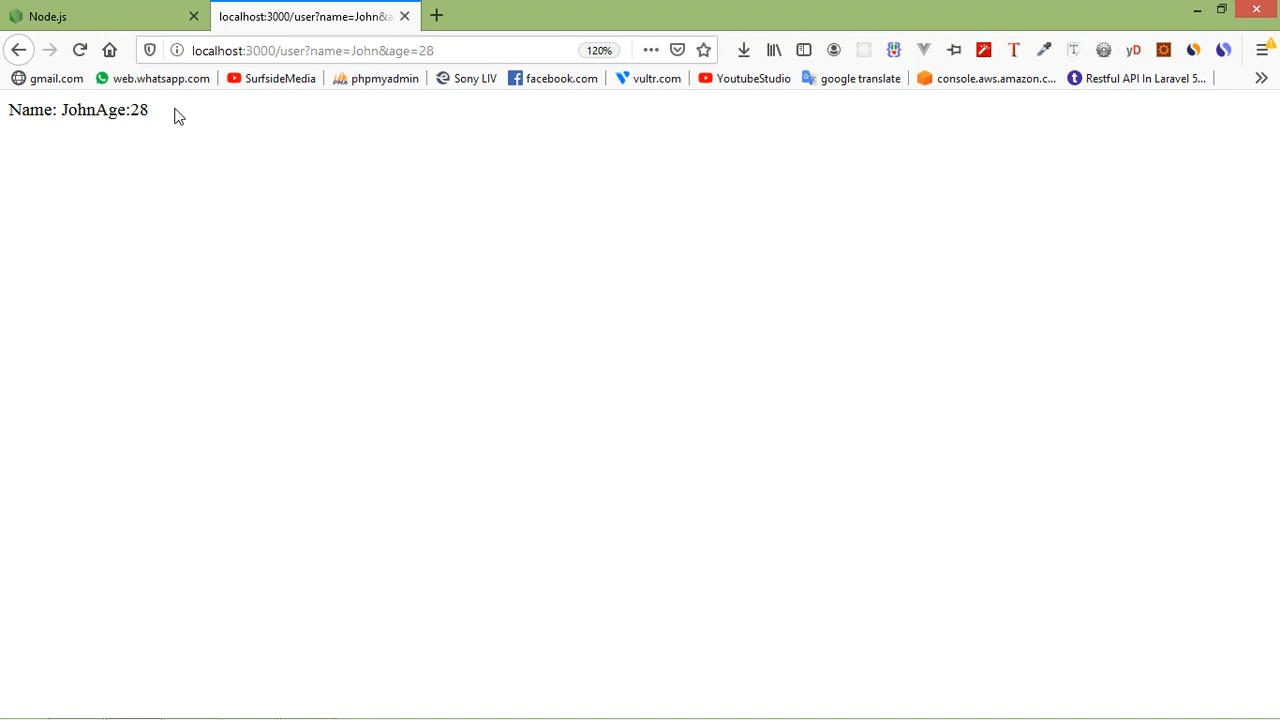 Node.js
localhost:3000/user?name=John&a
localhost:3000/user?name=John&age=28
120%
gmail.com
web.whatsapp.com
SurfsideMedia
phpmyadmin
Sony LIV
facebook.com
vultr.com
YoutubeStudio
google translate
console.aws.amazon.c...
Restful API In Laravel 5...
Name: JohnAge:28